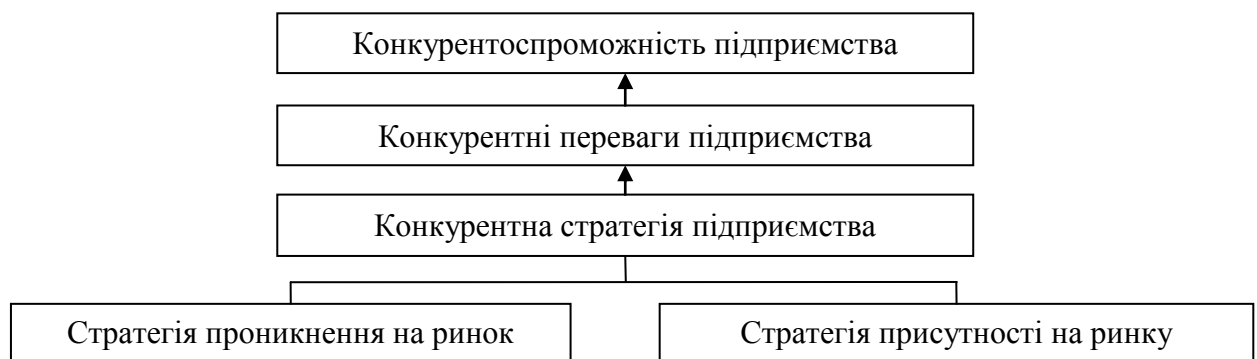 Конкурентоспроможність підприємства
Конкурентні переваги підприємства
Конкурентна стратегія підприємства
Стратегія проникнення на ринок
Стратегія присутності на ринку